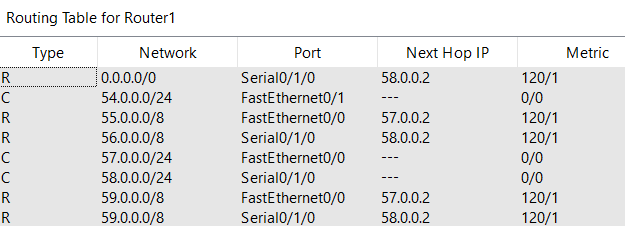 Routing Table for Router1
Type Network Port Next Hop IP Metric
R 0.0.0.0/0 Serial0/1/0 58.0.0.2 120/1
C 54.0.0.0/24 FastEthernet0/1 --- 0/0
R 55.0.0.0/8 FastEthernet0/0 57.0.0.2 120/1
R 56.0.0.0/8 Serial0/1/0 58.0.0.2 120/1
C 57.0.0.0/24 FastEthernet0/0 --- 0/0
C 58.0.0.0/24 Serial0/1/0 --- 0/0
R 59.0.0.0/8 FastEthernet0/0 57.0.0.2 120/1
R 59.0.0.0/8 Serial0/1/0 58.0.0.2 120/1